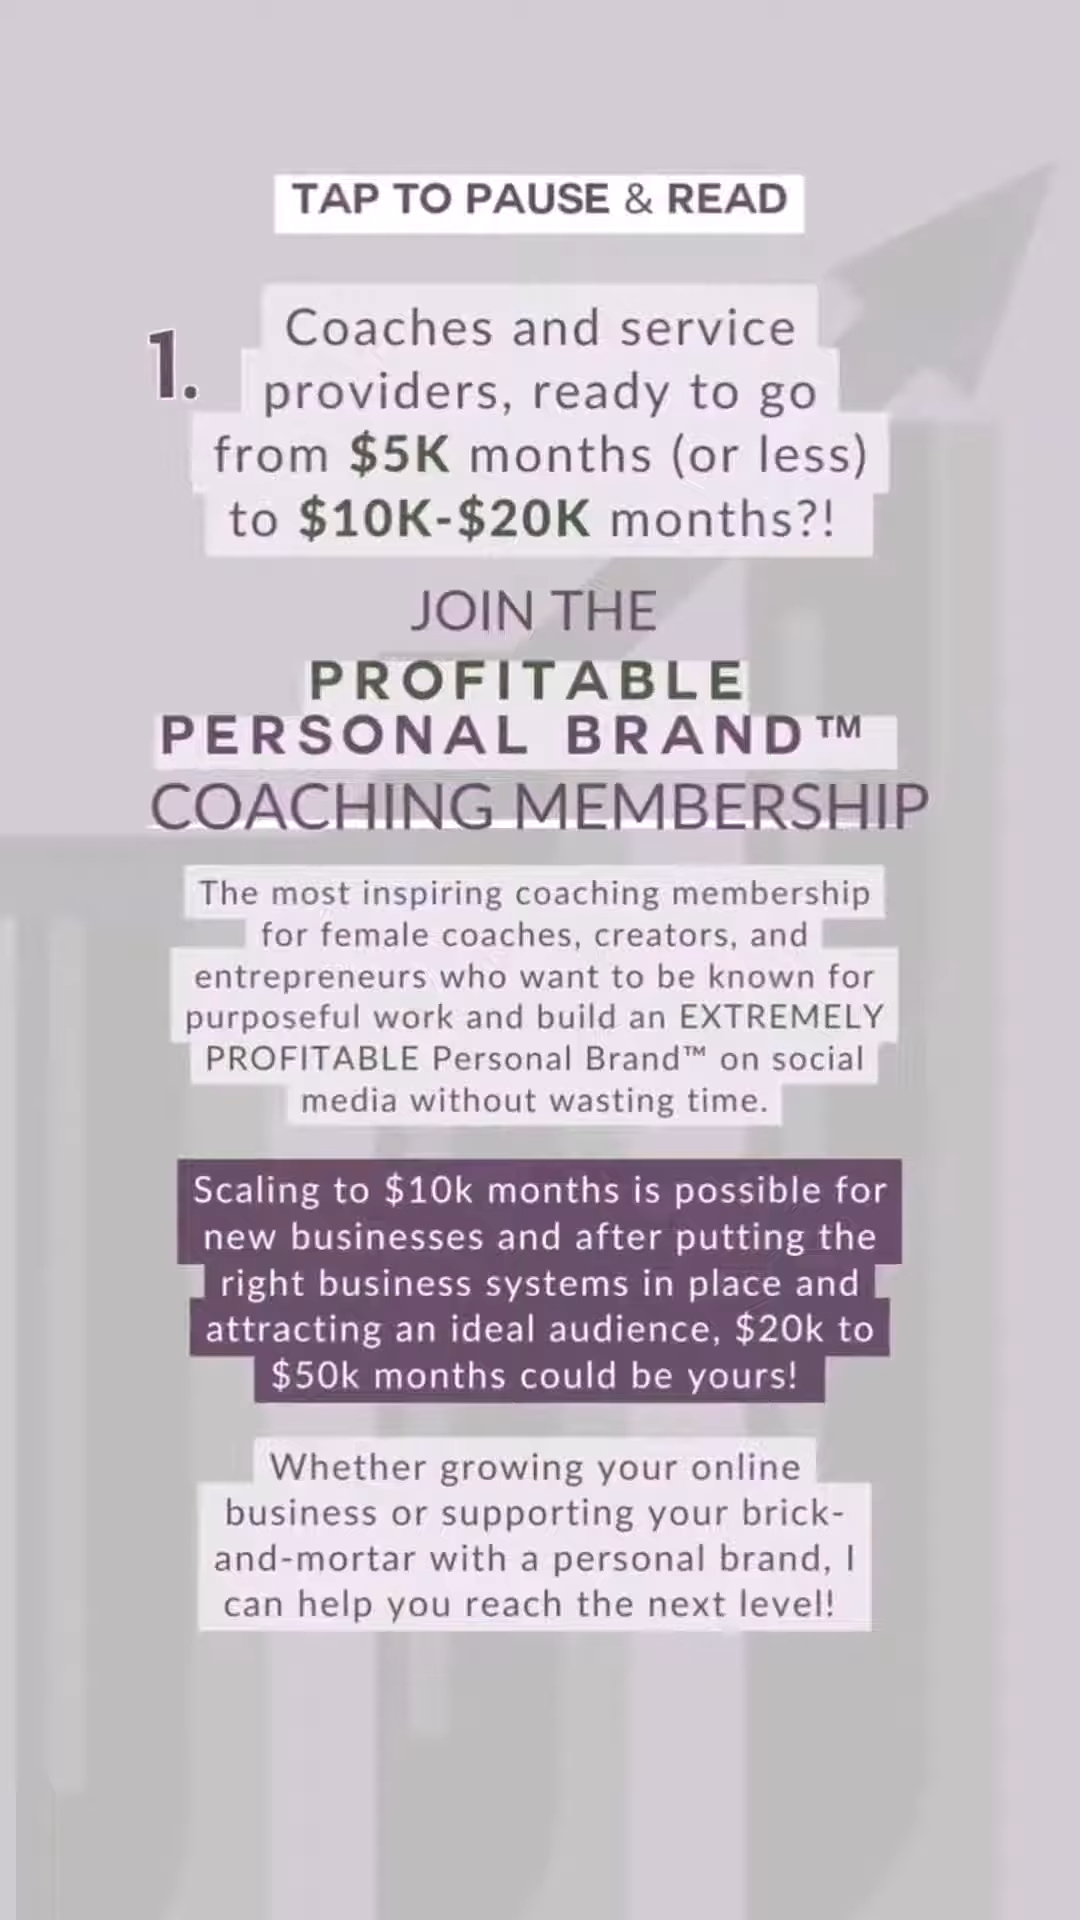 TAP TO PAUSE & READ
1.
Coaches and service
providers, ready to go
from $5K months (or less)
to $10K-$20K months?!
JOIN THE
PROFITABLE
PERSONAL BRAND™
COACHING MEMBERSHIP
The most inspiring coaching membership
for female coaches, creators, and
entrepreneurs who want to be known for
purposeful work and build an EXTREMELY
PROFITABLE Personal Brand™ on social
media without wasting time.
Scaling to $10k months is possible for
new businesses and after putting the
right business systems in place and
attracting an ideal audience, $20k to
$50k months could be yours!
Whether growing your online
business or supporting your brick-
and-mortar with a personal brand, I
can help you reach the next level!